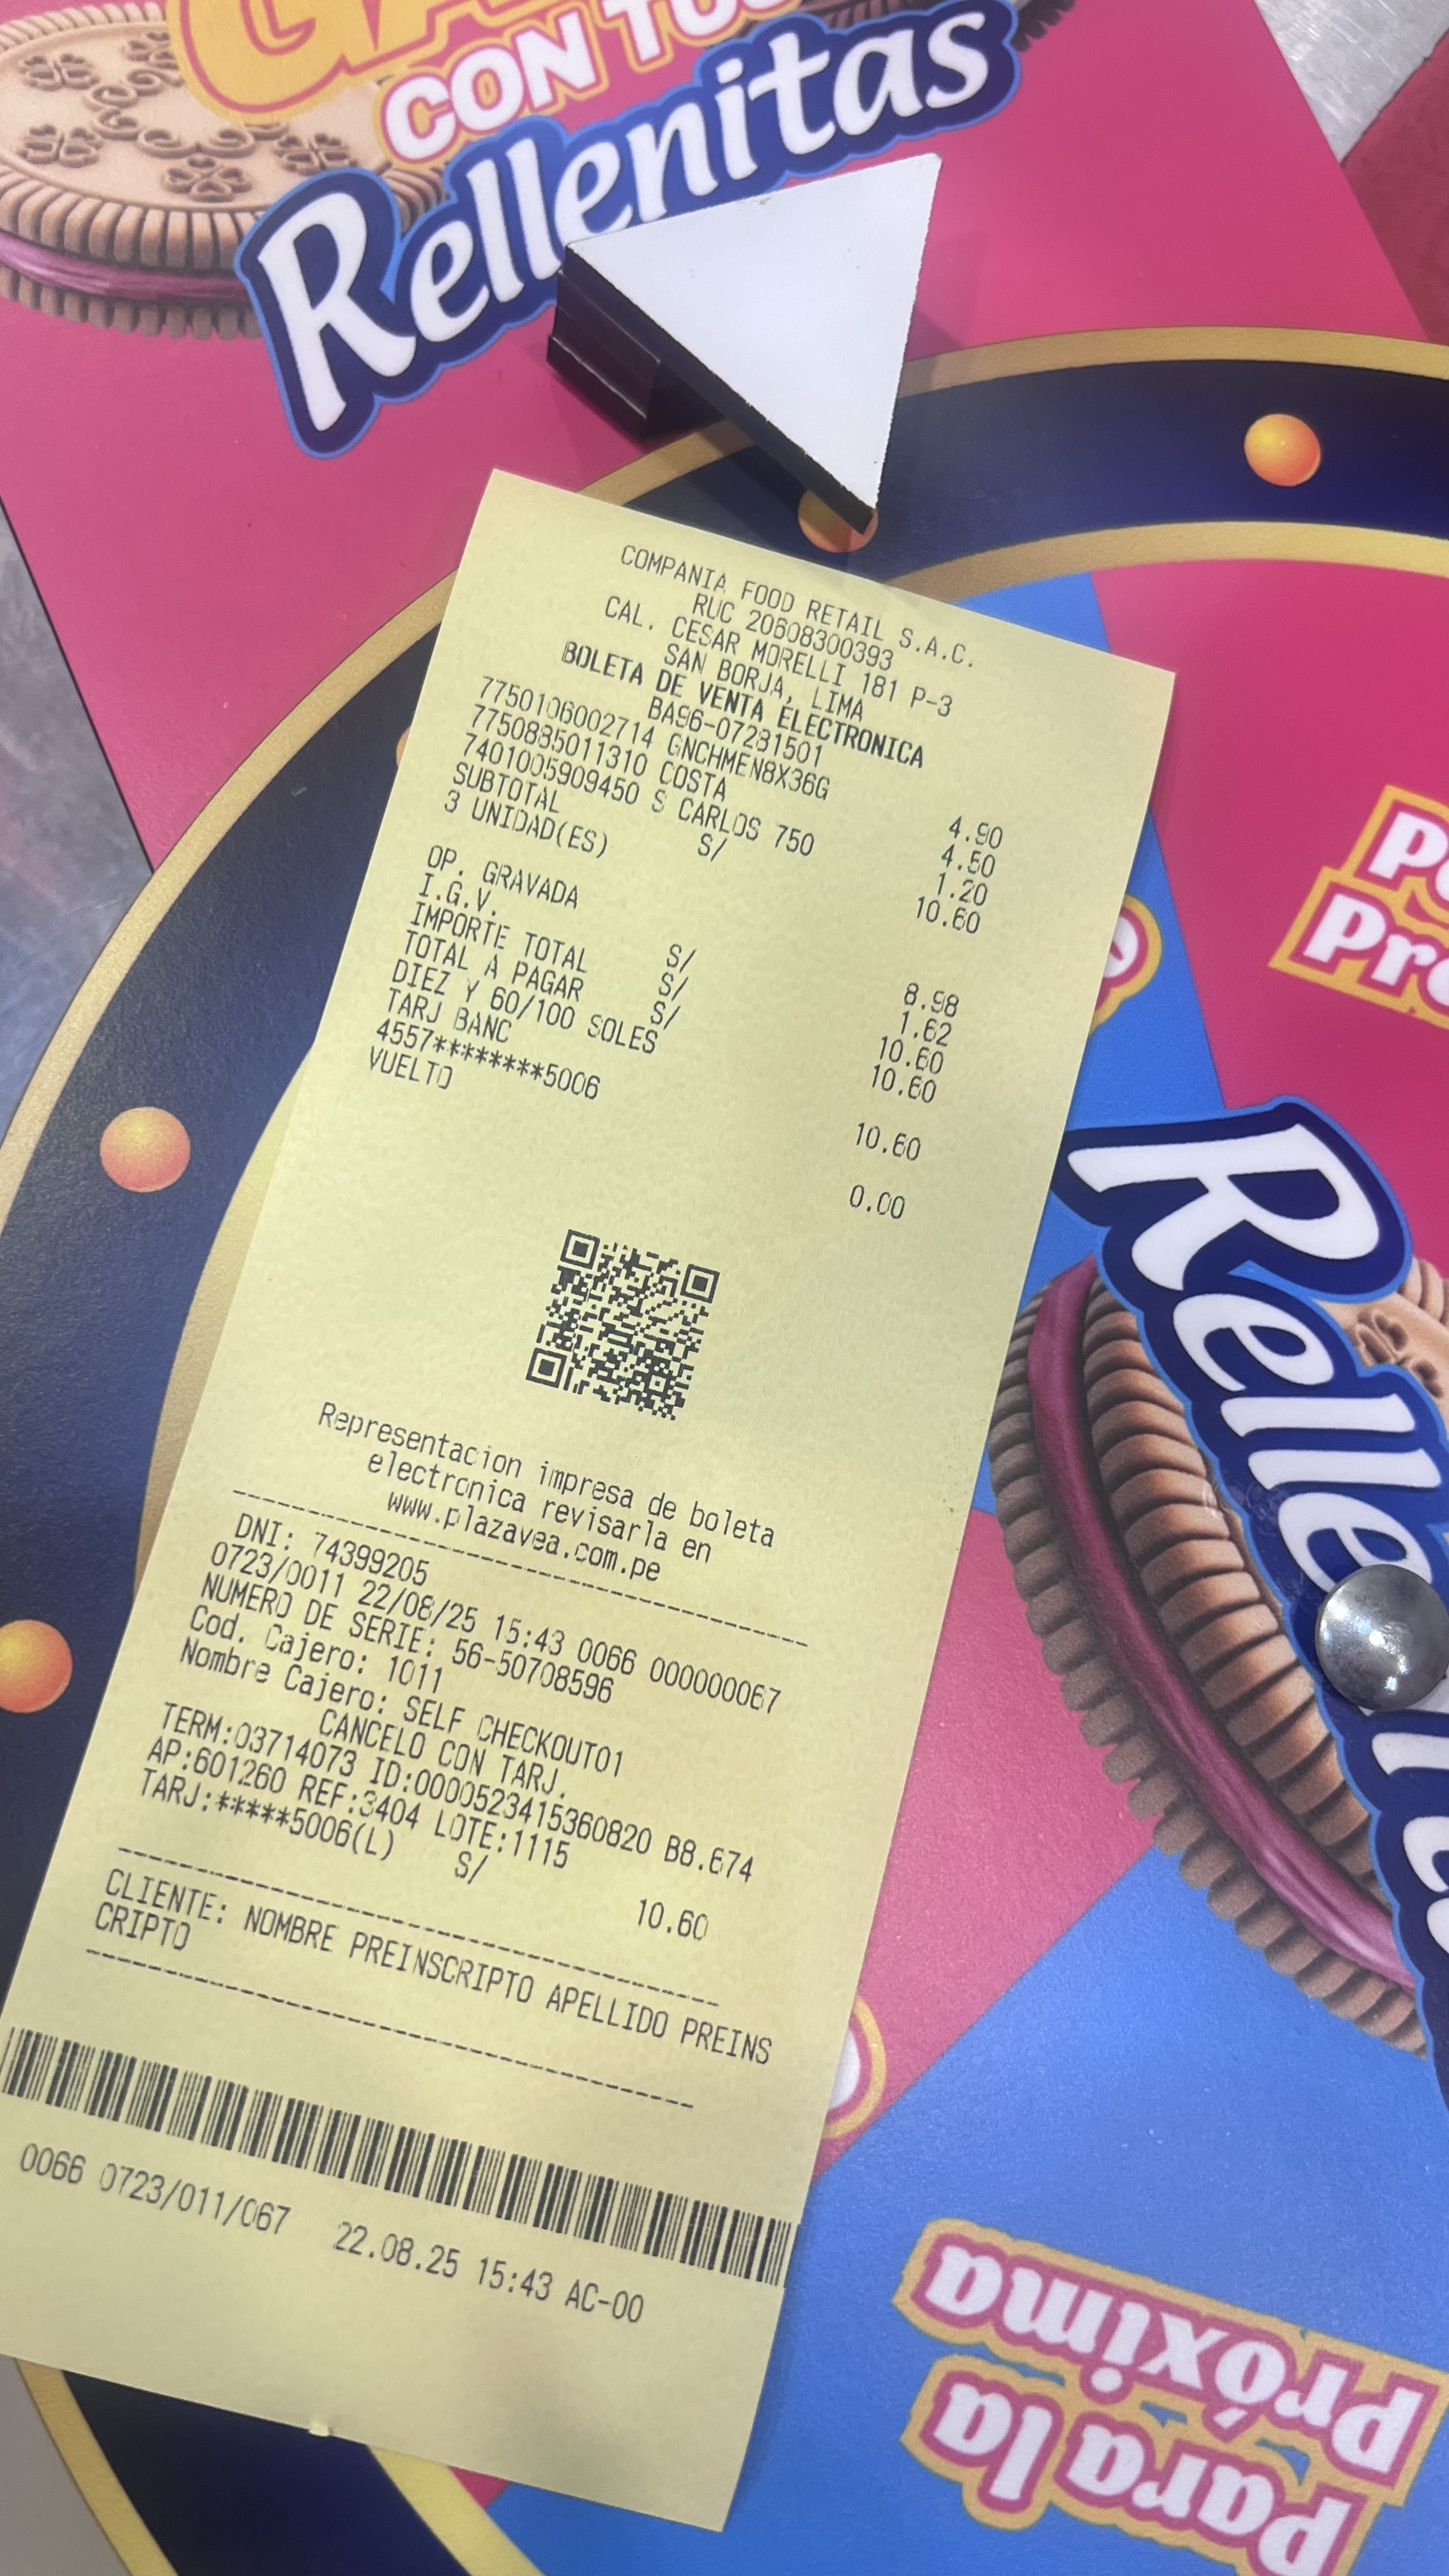 CON TUS
Rellenitas
COMPANIA FOOD RETAIL S.A.C.
RUC 20608300393
CAL. CESAR MORELLI 181 P-3
SAN BORJA, LIMA
BOLETA DE VENTA ELECTRONICA
BA96-07281501
7750106002714 GNCHMEN8X36G 4.90
7750885011310 COSTA 4.50
7401005909450 S CARLOS 750 1.20
SUBTOTAL S/ 10.60
3 UNIDAD(ES)
OP. GRAVADA S/ 8.98
I.G.V. S/ 1.62
IMPORTE TOTAL S/ 10.60
TOTAL A PAGAR 10.60
DIEZ Y 60/100 SOLES
TARJ BANC 10.60
4557********5006
VUELTO 0.00
Representacion impresa de boleta
electronica revisarla en
www.plazavea.com.pe
DNI: 74399205
0723/0011 22/08/25 15:43 0066 000000067
NUMERO DE SERIE: 56-50708596
Cod. Cajero: 1011
Nombre Cajero: SELF CHECKOUT01
CANCELO CON TARJ.
TERM:03714073 ID:0000523415360820 B8.674
AP:601260 REF:3404 LOTE:1115
TARJ:*****5006(L) S/ 10.60
CLIENTE: NOMBRE PREINSCRIPTO APELLIDO PREINS
CRIPTO
0066 0723/011/067 22.08.25 15:43 AC-00
para la
próxima